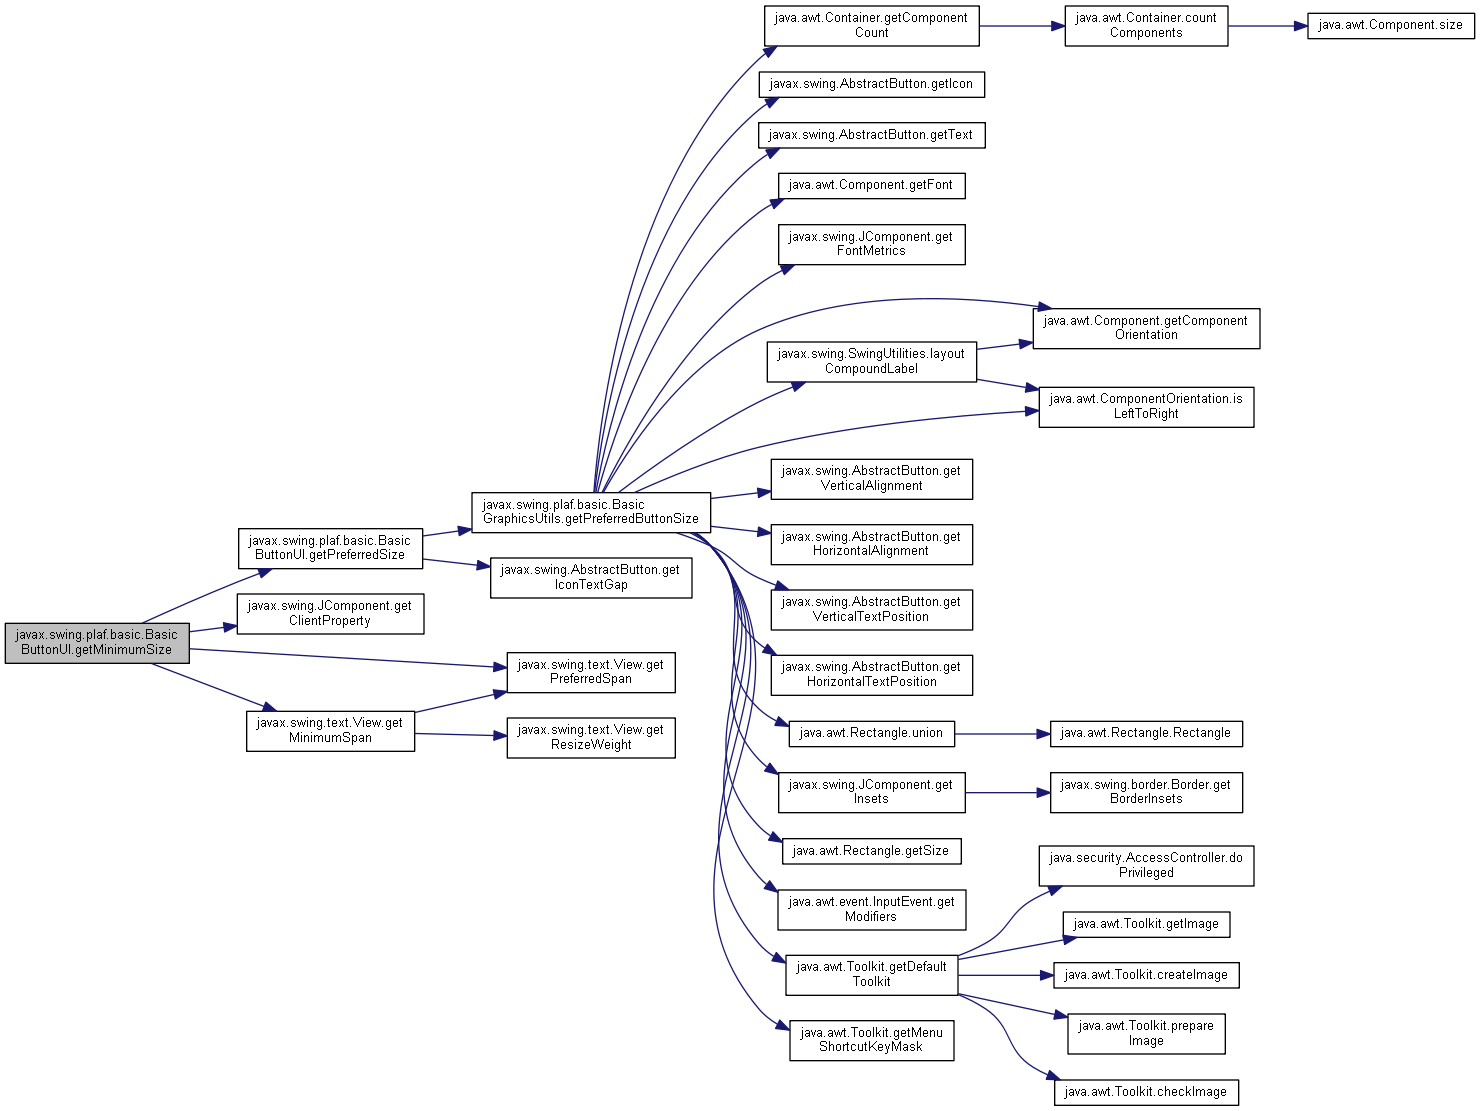 java.awt.Container.getComponent
Count
java.awt.Container.count
Components
java.awt.Component.size
javax.swing.AbstractButton.getIcon
javax.swing.AbstractButton.getText
java.awt.Component.getFont
javax.swing.JComponent.get
FontMetrics
java.awt.Component.getComponent
Orientation
javax.swing.SwingUtilities.layout
CompoundLabel
java.awt.ComponentOrientation.is
LeftToRight
javax.swing.AbstractButton.get
VerticalAlignment
javax.swing.plaf.basic.Basic
GraphicsUtils.getPreferredButtonSize
javax.swing.AbstractButton.get
HorizontalAlignment
javax.swing.plaf.basic.Basic
ButtonUI.getPreferredSize
javax.swing.AbstractButton.get
IconTextGap
javax.swing.AbstractButton.get
VerticalTextPosition
javax.swing.JComponent.get
ClientProperty
javax.swing.plaf.basic.Basic
ButtonUI.getMinimumSize
javax.swing.text.View.get
PreferredSpan
javax.swing.AbstractButton.get
HorizontalTextPosition
javax.swing.text.View.get
MinimumSpan
javax.swing.text.View.get
ResizeWeight
java.awt.Rectangle.union
java.awt.Rectangle.Rectangle
javax.swing.JComponent.get
Insets
javax.swing.border.Border.get
BorderInsets
java.awt.Rectangle.getSize
java.security.AccessController.do
Privileged
java.awt.event.InputEvent.get
Modifiers
java.awt.Toolkit.getImage
java.awt.Toolkit.getDefault
Toolkit
java.awt.Toolkit.createImage
java.awt.Toolkit.prepare
Image
java.awt.Toolkit.getMenu
ShortcutKeyMask
java.awt.Toolkit.checkImage